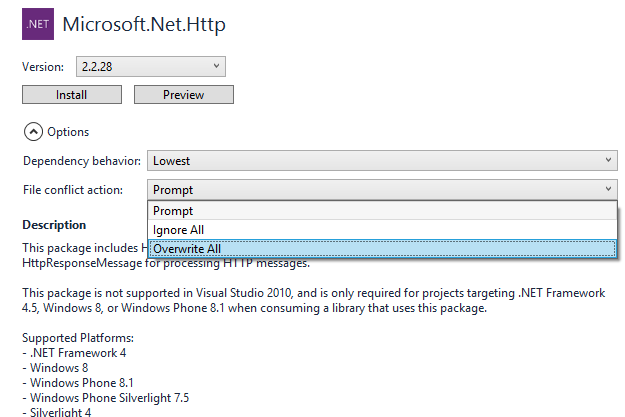 .NET
Microsoft.Net.Http
Version:
2.2.28
Install
Preview
Options
Dependency behavior:
Lowest
File conflict action:
Prompt
Prompt
Ignore All
Overwrite All
Description
This package includes H
HttpResponseMessage for processing HTTP messages.
This package is not supported in Visual Studio 2010, and is only required for projects targeting .NET Framework
4.5, Windows 8, or Windows Phone 8.1 when consuming a library that uses this package.
Supported Platforms:
- .NET Framework 4
- Windows 8
- Windows Phone 8.1
- Windows Phone Silverlight 7.5
- Silverlight 4